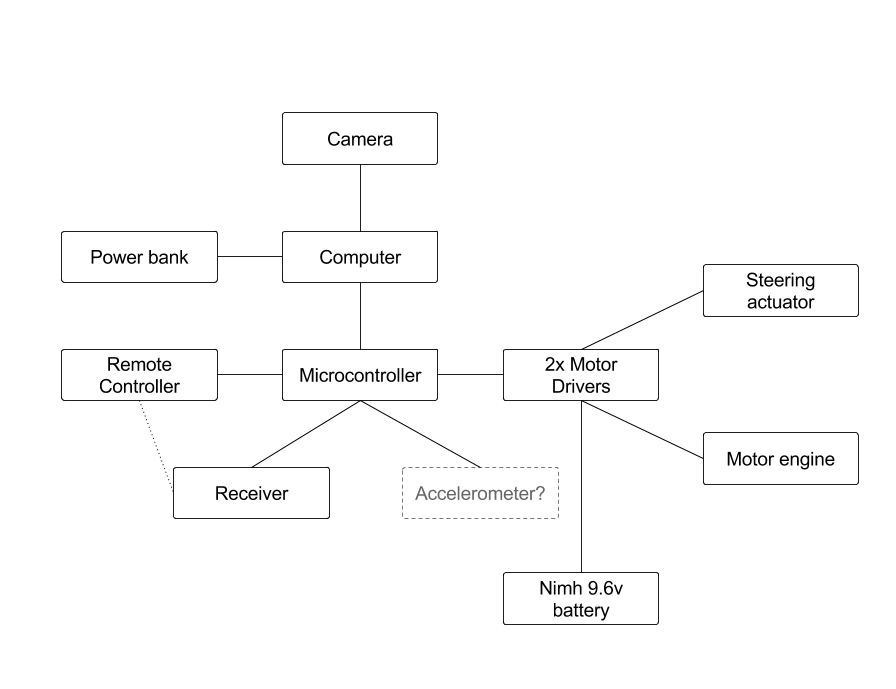 Camera
Power bank
Computer
Steering
actuator
Remote
Controller
Microcontroller
2x Motor
Drivers
Motor engine
Receiver
Accelerometer?
Nimh 9.6v
battery